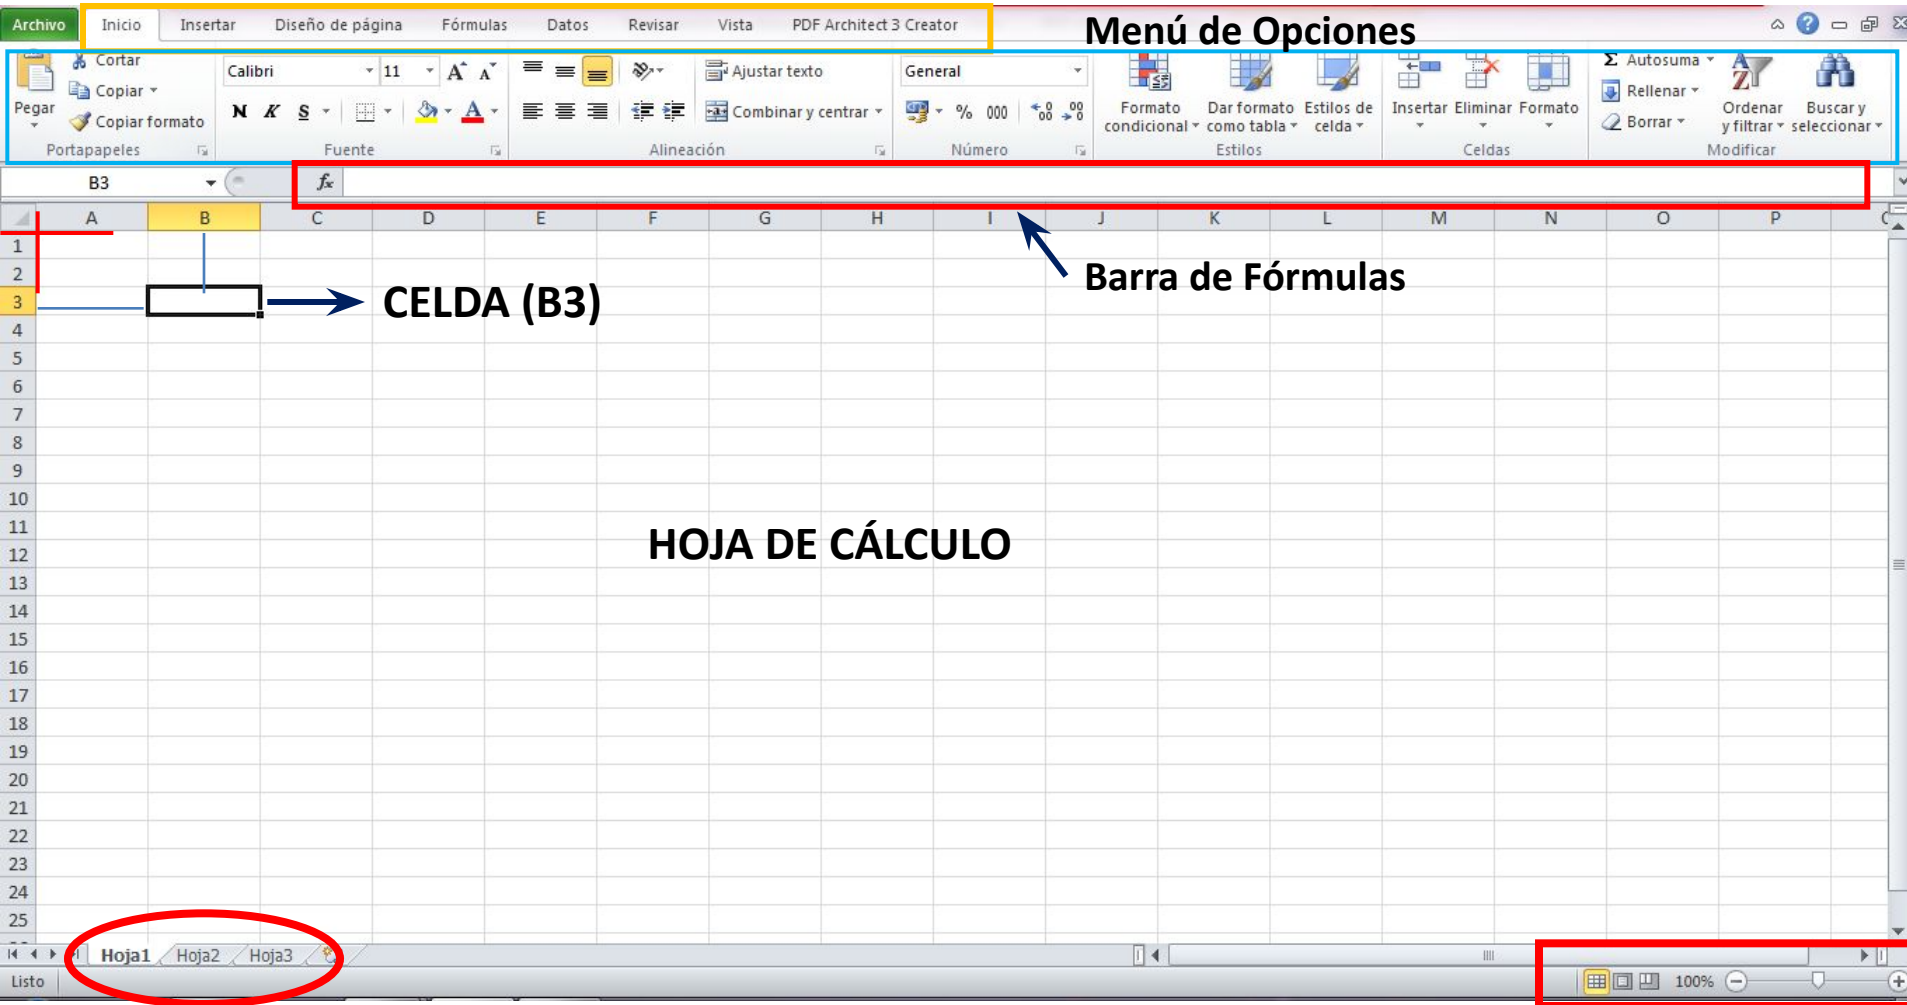 Archivo Inicio Insertar Diseño de página Fórmulas Datos Revisar Vista PDF Architect 3 Creator
Menú de Opciones
Pegar
Cortar
Copiar
Copiar formato
Portapapeles
Calibri 11
N K S
Fuente
Ajustar texto
Combinar y centrar
Alineación
General
% 000
Número
Formato condicional
Dar formato como tabla
Estilos de celda
Estilos
Insertar Eliminar Formato
Celdas
Σ Autosuma
Rellenar
Borrar
Ordenar y filtrar
Buscar y seleccionar
Modificar
B3 fx
A B C D E F G H I J K L M N O P
1
2
Barra de Fórmulas
3
CELDA (B3)
4
5
6
7
8
9
10
11
HOJA DE CÁLCULO
12
13
14
15
16
17
18
19
20
21
22
23
24
25
Hoja1 Hoja2 Hoja3
Listo 100%